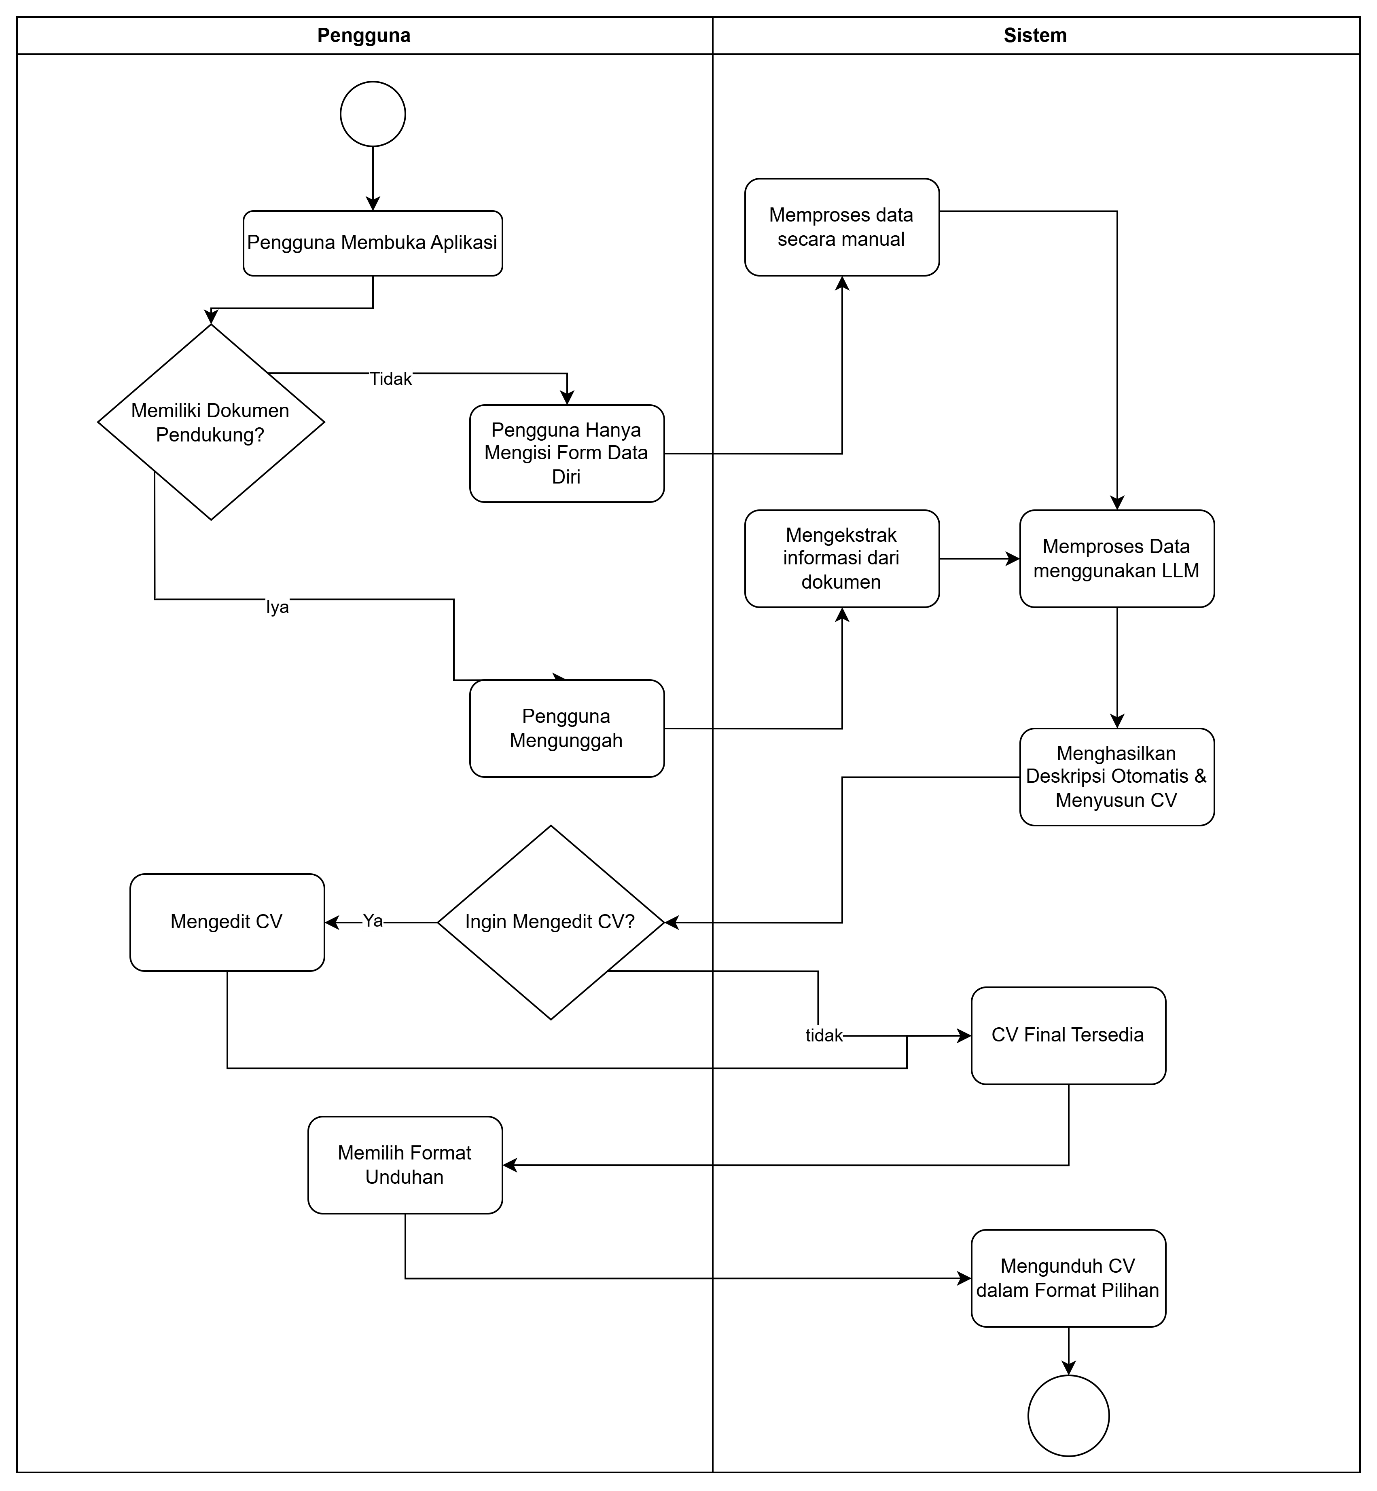 Pengguna
Sistem
Pengguna Membuka Aplikasi
Memproses data
secara manual
Memiliki Dokumen
Pendukung?
Tidak
Pengguna Hanya
Mengisi Form Data
Diri
Mengekstrak
informasi dari
dokumen
Memproses Data
menggunakan LLM
Iya
Pengguna
Mengunggah
Menghasilkan
Deskripsi Otomatis &
Menyusun CV
Mengedit CV
Ya
Ingin Mengedit CV?
tidak
CV Final Tersedia
Memilih Format
Unduhan
Mengunduh CV
dalam Format Pilihan